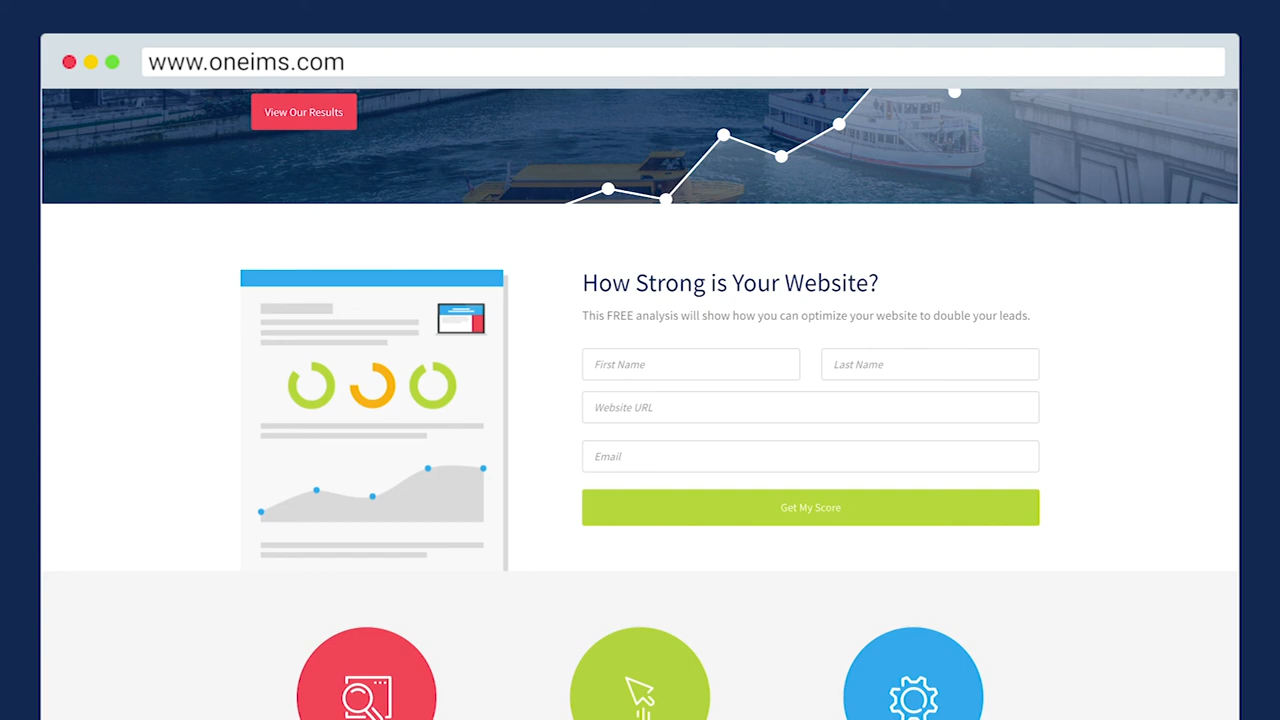 www.oneims.com
View Our Results
How Strong is Your Website?
This FREE analysis will show how you can optimize your website to double your leads.
First Name
Last Name
Website URL
Email
Get My Score